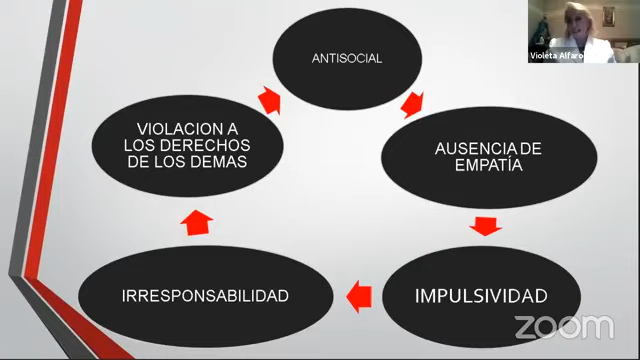 ANTISOCIAL
Violeta Alfaro
VIOLACION A
LOS DERECHOS
DE LOS DEMAS
AUSENCIA DE
EMPATÍA
IRRESPONSABILIDAD
IMPULSIVIDAD
zoom